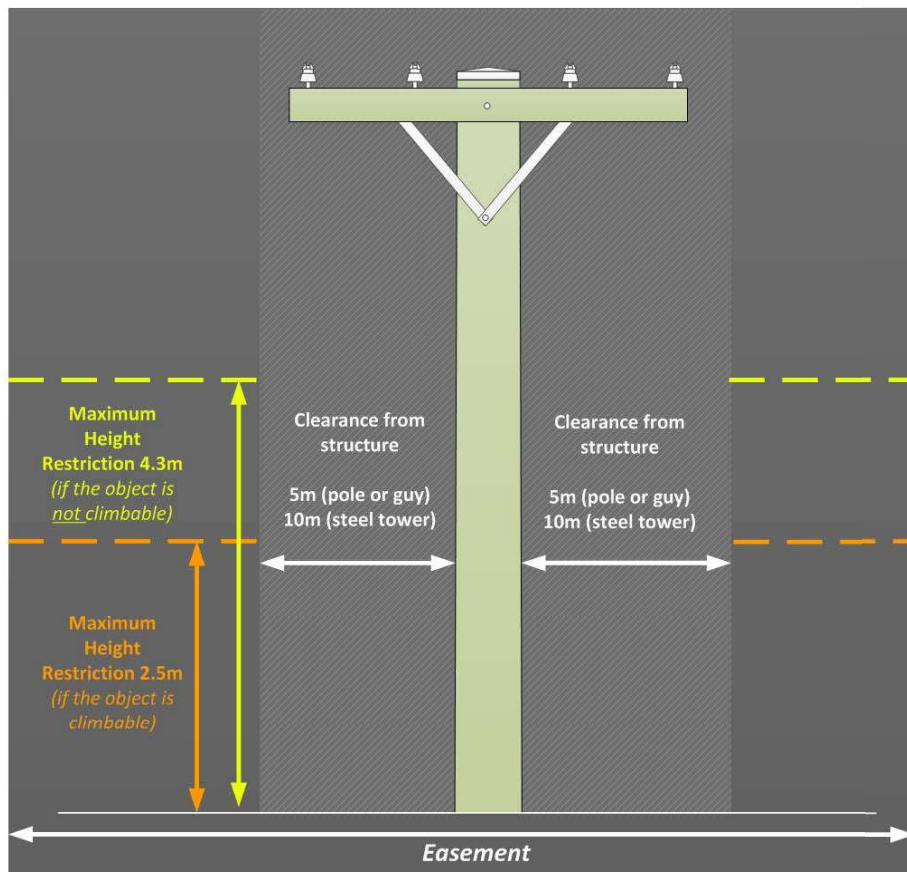 Maximum
Height
Restriction 4.3m
(if the object is
not climbable)
Maximum
Height
Restriction 2.5m
(if the object is
climbable)
Clearance from
structure
5m (pole or guy)
10m (steel tower)
Clearance from
structure
5m (pole or guy)
10m (steel tower)
Easement